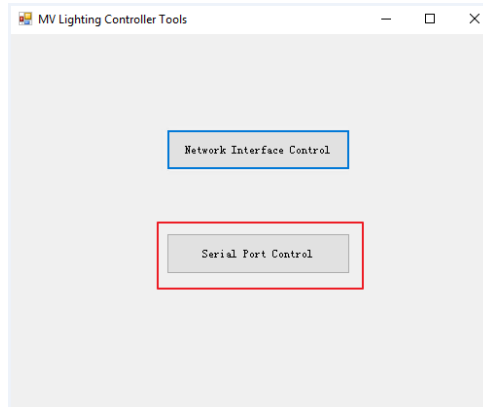 MV Lighting Controller Tools
Network Interface Control
Serial Port Control